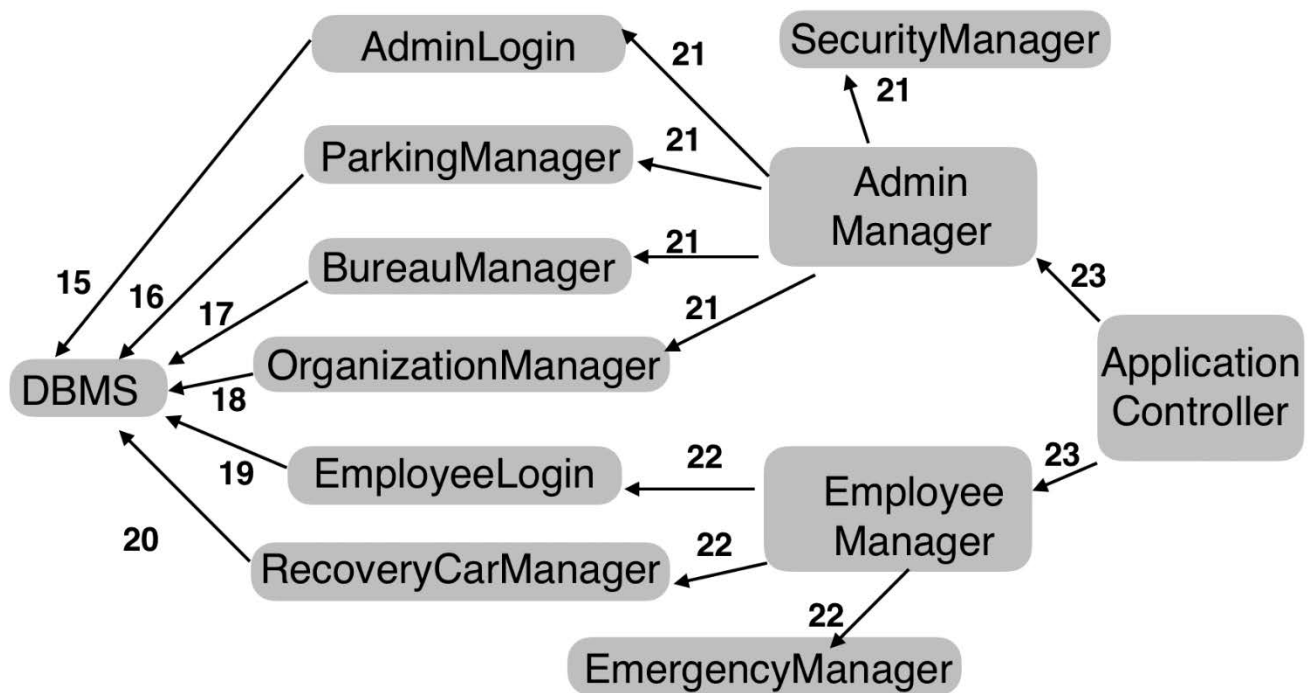 AdminLogin
21
SecurityManager
21
ParkingManager
21
Admin
Manager
BureauManager
21
15
16
17
23
21
OrganizationManager
DBMS
18
Application
Controller
19
EmployeeLogin
22
23
Employee
Manager
20
RecoveryCarManager
22
22
EmergencyManager